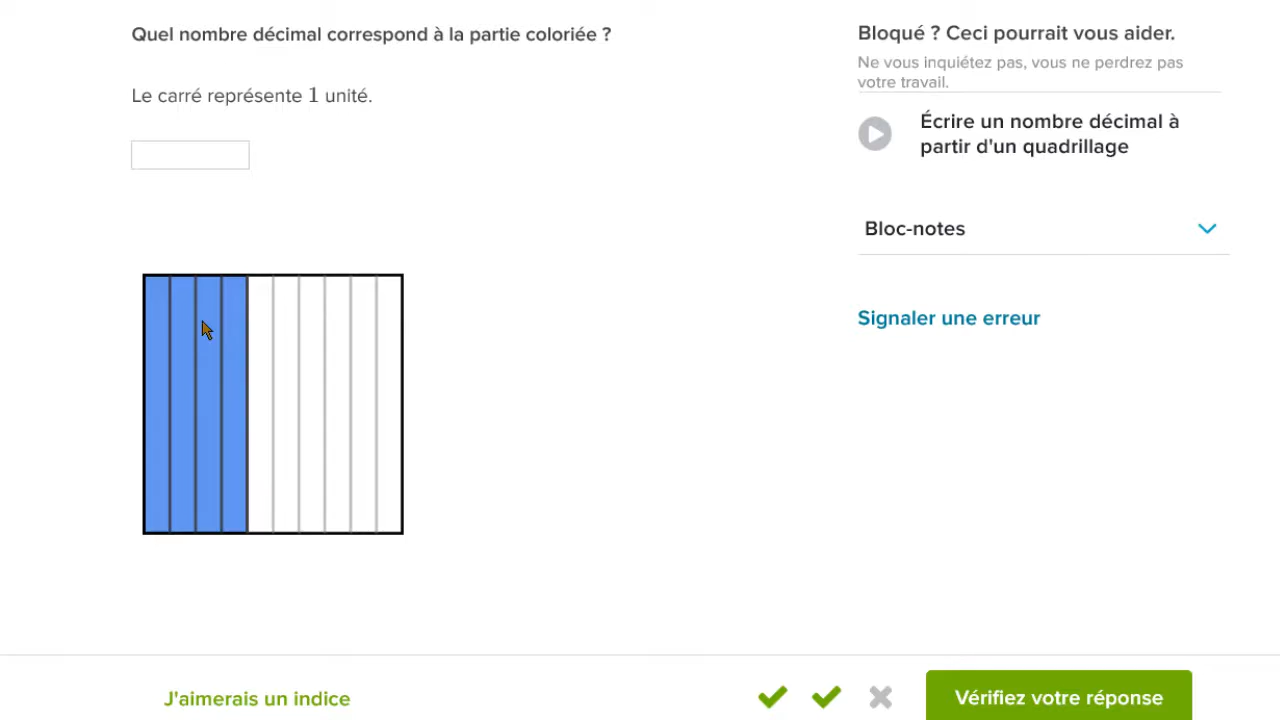 Quel nombre décimal correspond à la partie coloriée ?
Le carré représente 1 unité.
Bloqué ? Ceci pourrait vous aider.
Ne vous inquiétez pas, vous ne perdrez pas
votre travail.
Écrire un nombre décimal à
partir d'un quadrillage
Bloc-notes
Signaler une erreur
J'aimerais un indice
Vérifiez votre réponse